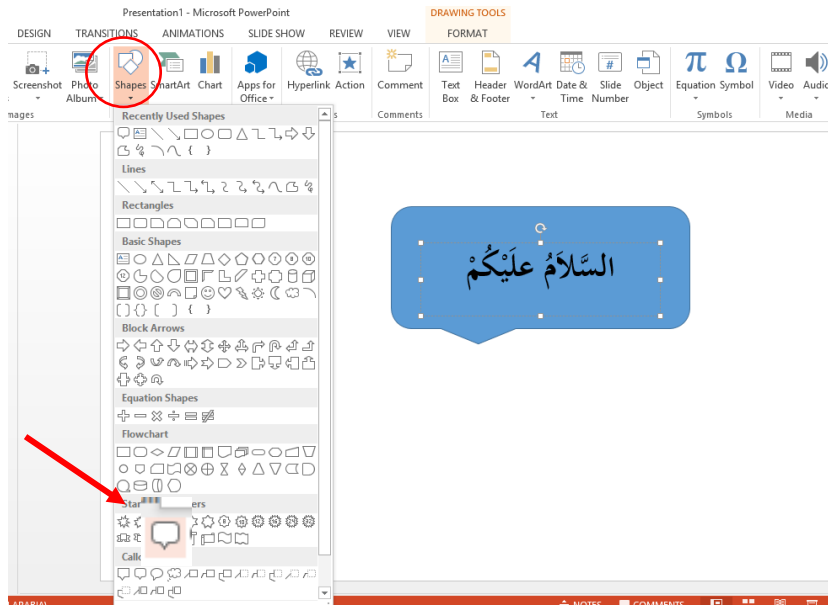 Presentation1 - Microsoft PowerPoint
DRAWING TOOLS
DESIGN TRANSITIONS ANIMATIONS SLIDE SHOW REVIEW VIEW FORMAT
Screenshot Photo Album Shapes SmartArt Chart Apps for Office Hyperlink Action Comment Text Box Header & Footer WordArt Date & Time Slide Number Object Equation Symbol Video Audio
Comments Text Symbols Media
Recently Used Shapes
Lines
Rectangles
Basic Shapes
Block Arrows
Equation Shapes
Flowchart
السَّلاَمُ علَيْكُمْ
NOTES COMMENTS